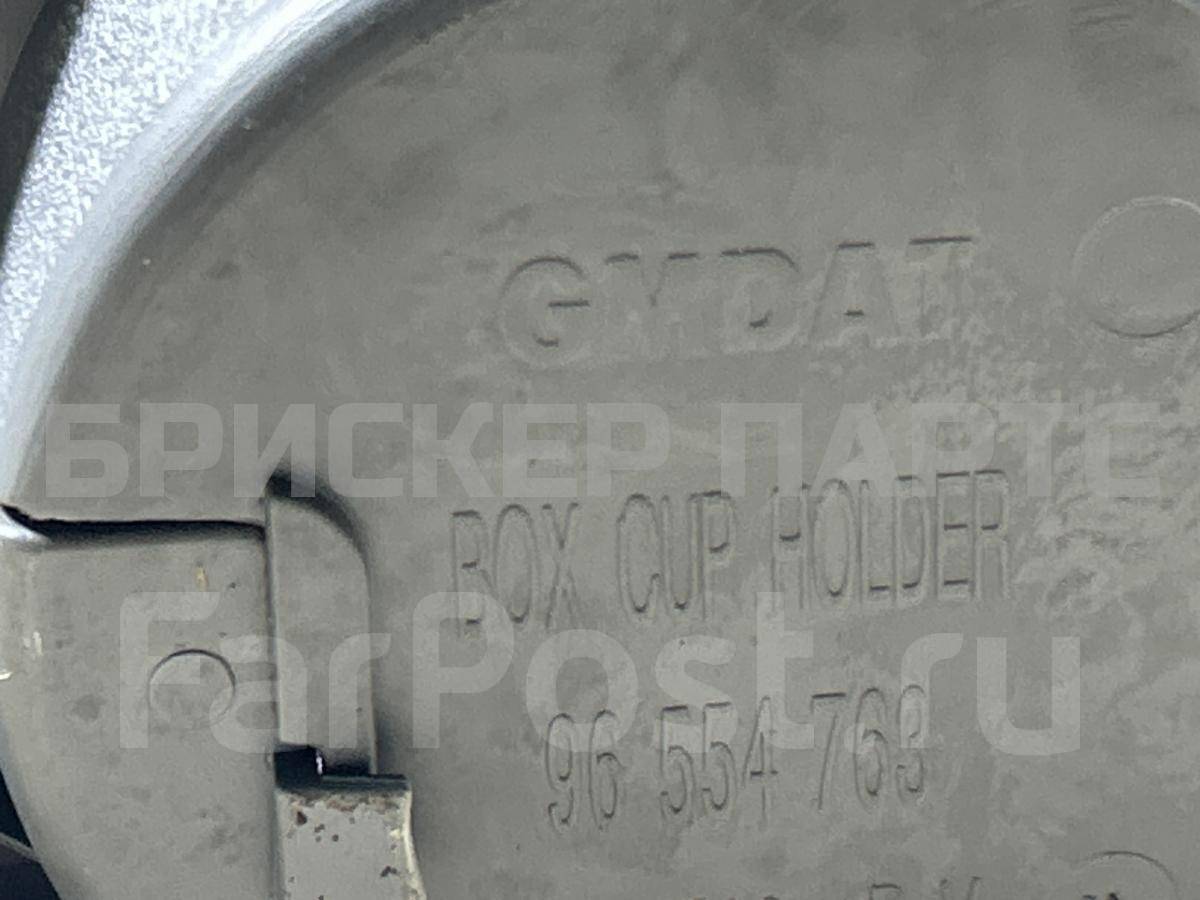 GMDAT
БРИСКЕР ПАРТС
BOX CUP HOLDER
FarPost.ru
96 554 763